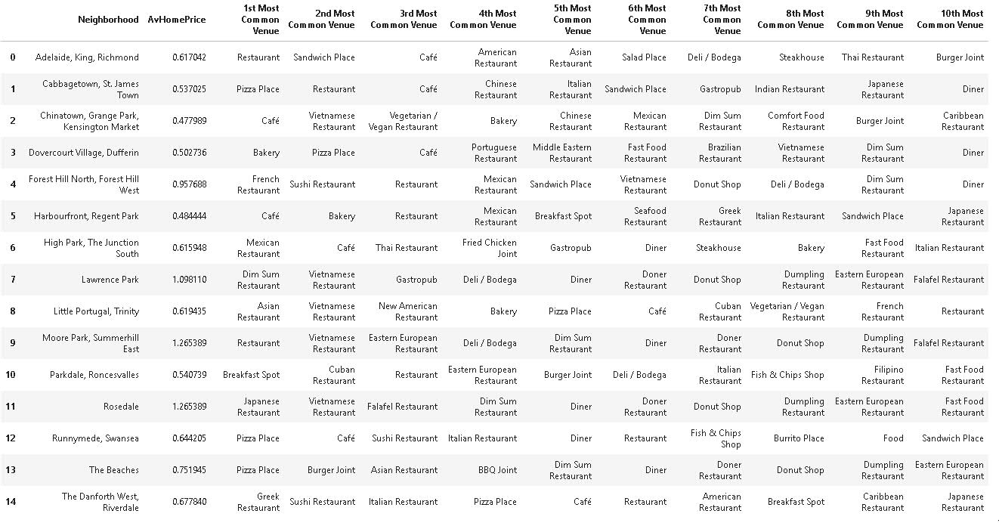 Neighborhood AvHomePrice 1st Most Common Venue 2nd Most Common Venue 3rd Most Common Venue 4th Most Common Venue 5th Most Common Venue 6th Most Common Venue 7th Most Common Venue 8th Most Common Venue 9th Most Common Venue 10th Most Common Venue
0 Adelaide, King, Richmond 0.617042 Restaurant Sandwich Place Café American Restaurant Asian Restaurant Salad Place Deli / Bodega Steakhouse Thai Restaurant Burger Joint
1 Cabbagetown, St. James Town 0.537025 Pizza Place Restaurant Café Chinese Restaurant Italian Restaurant Sandwich Place Gastropub Indian Restaurant Japanese Restaurant Diner
2 Chinatown, Grange Park, Kensington Market 0.477989 Café Vietnamese Restaurant Vegetarian / Vegan Restaurant Bakery Chinese Restaurant Mexican Restaurant Dim Sum Restaurant Comfort Food Restaurant Burger Joint Caribbean Restaurant
3 Dovercourt Village, Dufferin 0.502736 Bakery Pizza Place Café Portuguese Restaurant Middle Eastern Restaurant Fast Food Restaurant Brazilian Restaurant Vietnamese Restaurant Dim Sum Restaurant Diner
4 Forest Hill North, Forest Hill West 0.957688 French Restaurant Sushi Restaurant Restaurant Mexican Restaurant Sandwich Place Vietnamese Restaurant Donut Shop Deli / Bodega Dim Sum Restaurant Diner
5 Harbourfront, Regent Park 0.484444 Café Bakery Restaurant Mexican Restaurant Breakfast Spot Seafood Restaurant Greek Restaurant Italian Restaurant Sandwich Place Japanese Restaurant
6 High Park, The Junction South 0.615948 Mexican Restaurant Café Thai Restaurant Fried Chicken Joint Gastropub Diner Steakhouse Bakery Fast Food Restaurant Italian Restaurant
7 Lawrence Park 1.098110 Dim Sum Restaurant Vietnamese Restaurant Gastropub Deli / Bodega Diner Doner Restaurant Donut Shop Dumpling Restaurant Eastern European Restaurant Falafel Restaurant
8 Little Portugal, Trinity 0.619435 Asian Restaurant Vietnamese Restaurant New American Restaurant Bakery Pizza Place Café Cuban Restaurant Vegetarian / Vegan Restaurant French Restaurant Restaurant
9 Moore Park, Summerhill East 1.265389 Restaurant Vietnamese Restaurant Eastern European Restaurant Deli / Bodega Dim Sum Restaurant Diner Doner Restaurant Donut Shop Dumpling Restaurant Falafel Restaurant
10 Parkdale, Roncesvalles 0.540739 Breakfast Spot Cuban Restaurant Restaurant Eastern European Restaurant Burger Joint Deli / Bodega Italian Restaurant Fish & Chips Shop Filipino Restaurant Fast Food Restaurant
11 Rosedale 1.265389 Japanese Restaurant Vietnamese Restaurant Falafel Restaurant Dim Sum Restaurant Diner Doner Restaurant Donut Shop Dumpling Restaurant Eastern European Restaurant Fast Food Restaurant
12 Runnymede, Swansea 0.644205 Pizza Place Café Sushi Restaurant Italian Restaurant Diner Restaurant Fish & Chips Shop Burrito Place Food Sandwich Place
13 The Beaches 0.751945 Pizza Place Burger Joint Asian Restaurant BBQ Joint Dim Sum Restaurant Diner Doner Restaurant Donut Shop Dumpling Restaurant Eastern European Restaurant
14 The Danforth West, Riverdale 0.677840 Greek Restaurant Sushi Restaurant Italian Restaurant Pizza Place Café Restaurant American Restaurant Breakfast Spot Caribbean Restaurant Japanese Restaurant